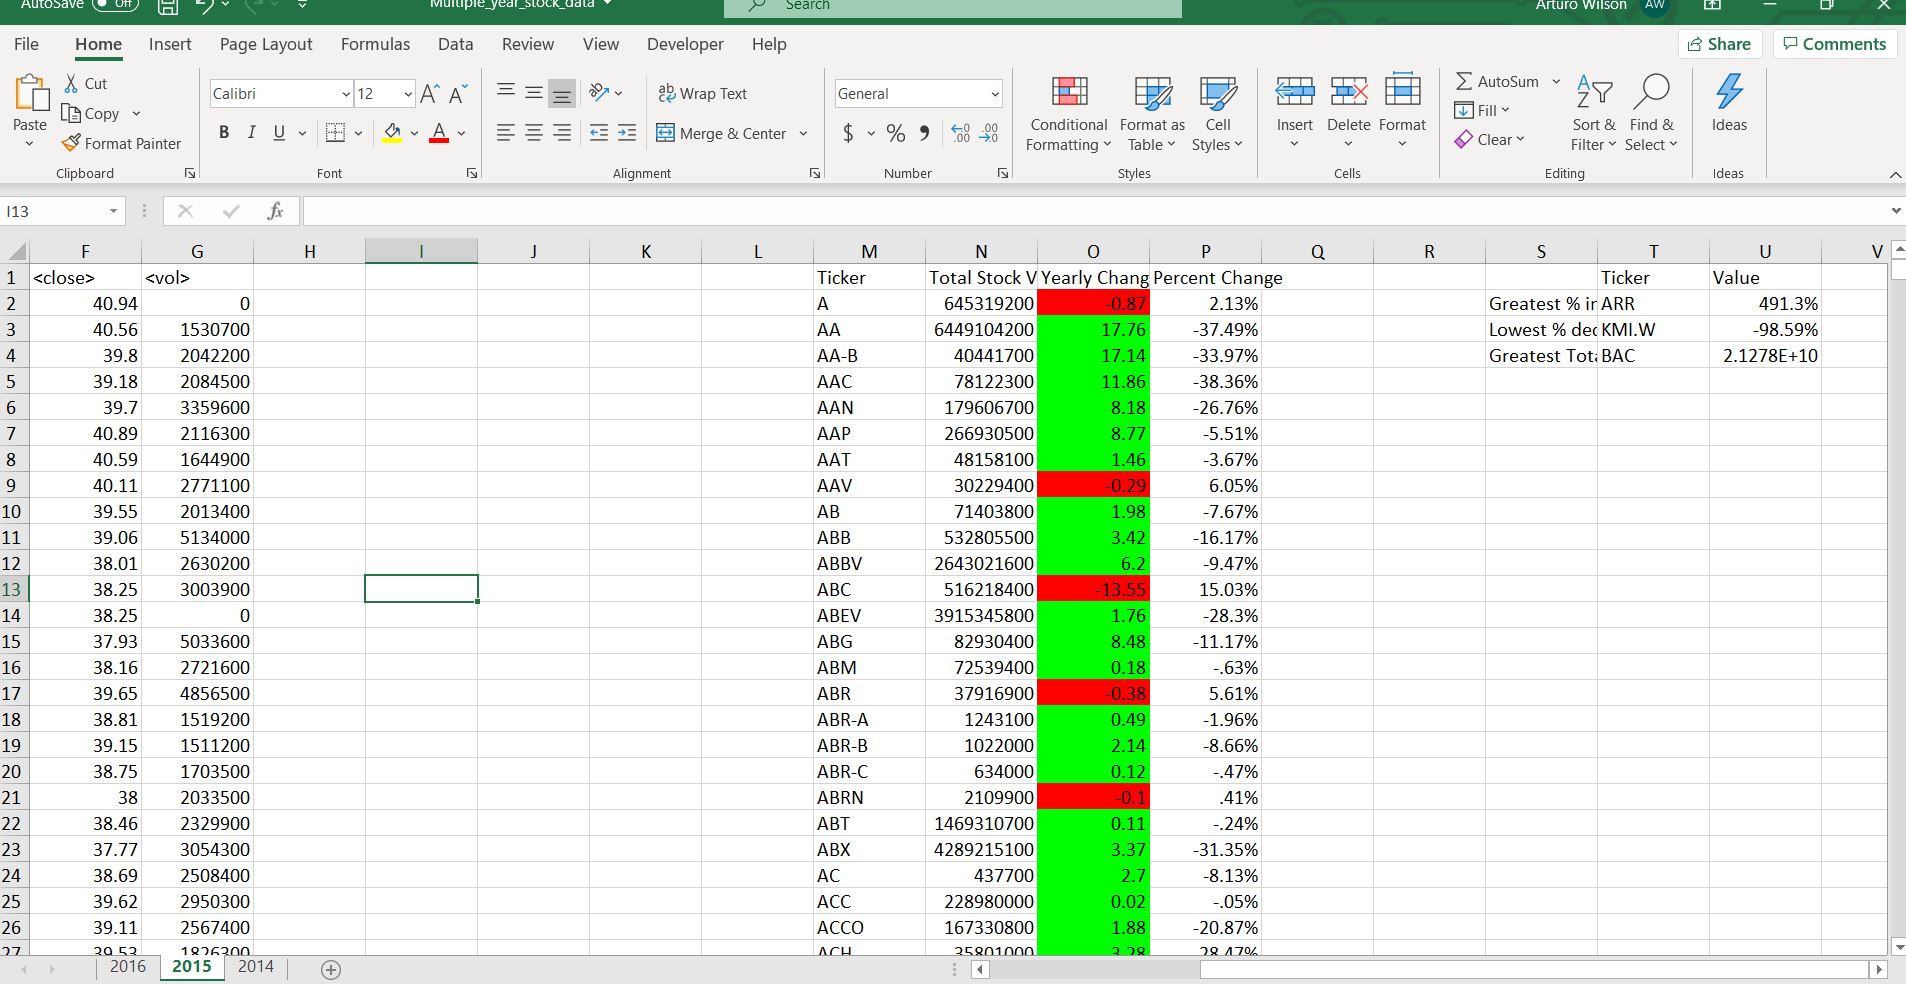 AutoSave Off Multiple_year_stock_data Search Arturo Wilson AW
File Home Insert Page Layout Formulas Data Review View Developer Help Share Comments
Cut
Copy
Format Painter
Paste
Calibri 12
B I U A
ab Wrap Text
Merge & Center
General
$ % 9
Conditional Formatting
Format as Table
Cell Styles
Insert Delete Format
AutoSum
Fill
Clear
Sort & Filter
Find & Select
Ideas
Clipboard Font Alignment Number Styles Cells Editing Ideas
I13 fx
F G H I J K L M N O P Q R S T U V
1 <close> <vol> Ticker Total Stock V Yearly Chang Percent Change Ticker Value
2 40.94 0 A 645319200 -0.87 2.13% Greatest % in ARR 491.3%
3 40.56 1530700 AA 6449104200 17.76 -37.49% Lowest % dec KMI.W -98.59%
4 39.8 2042200 AA-B 40441700 17.14 -33.97% Greatest Tota BAC 2.1278E+10
5 39.18 2084500 AAC 78122300 11.86 -38.36%
6 39.7 3359600 AAN 179606700 8.18 -26.76%
7 40.89 2116300 AAP 266930500 8.77 -5.51%
8 40.59 1644900 AAT 48158100 1.46 -3.67%
9 40.11 2771100 AAV 30229400 -0.29 6.05%
10 39.55 2013400 AB 71403800 1.98 -7.67%
11 39.06 5134000 ABB 532805500 3.42 -16.17%
12 38.01 2630200 ABBV 2643021600 6.2 -9.47%
13 38.25 3003900 ABC 516218400 -13.55 15.03%
14 38.25 0 ABEV 3915345800 1.76 -28.3%
15 37.93 5033600 ABG 82930400 8.48 -11.17%
16 38.16 2721600 ABM 72539400 0.18 -.63%
17 39.65 4856500 ABR 37916900 -0.38 5.61%
18 38.81 1519200 ABR-A 1243100 0.49 -1.96%
19 39.15 1511200 ABR-B 1022000 2.14 -8.66%
20 38.75 1703500 ABR-C 634000 0.12 -.47%
21 38 2033500 ABRN 2109900 -0.1 .41%
22 38.46 2329900 ABT 1469310700 0.11 -.24%
23 37.77 3054300 ABX 4289215100 3.37 -31.35%
24 38.69 2508400 AC 437700 2.7 -8.13%
25 39.62 2950300 ACC 228980000 0.02 -.05%
26 39.11 2567400 ACCO 167330800 1.88 -20.87%
27 39.53 1826300 ACH 35801000 3.28 28.47%
2016 2015 2014